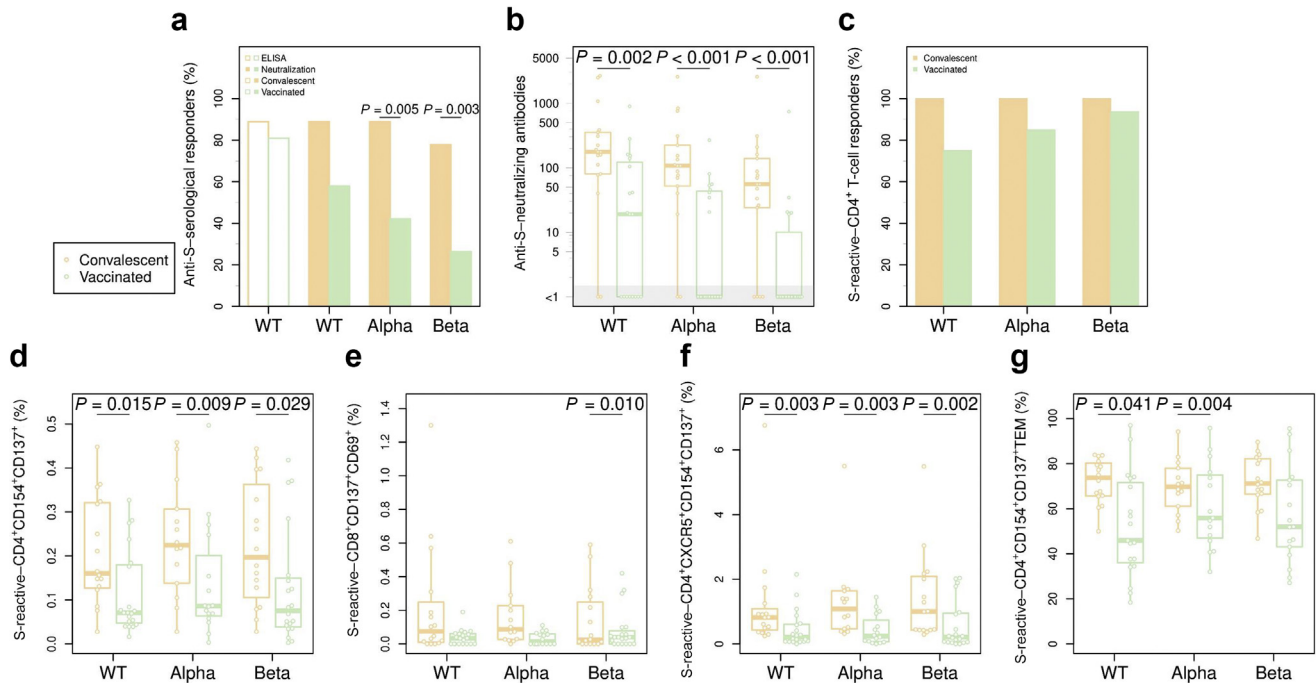 a
Anti-S-serological responders (%)
ELISA
Neutralization
Convalescent
Vaccinated
P = 0.005
P = 0.003
0
20
40
60
80
100
WT
WT
Alpha
Beta
Convalescent
Vaccinated
b
Anti-S-neutralizing antibodies
P = 0.002
P < 0.001
P < 0.001
5000
1000
500
100
50
10
5
<1
WT
Alpha
Beta
c
S-reactive-CD4+ T-cell responders (%)
Convalescent
Vaccinated
0
20
40
60
80
100
WT
Alpha
Beta
d
S-reactive-CD4+CD154+CD137+ (%)
P = 0.015
P = 0.009
P = 0.029
0.5
0.4
0.3
0.2
0.1
0.0
WT
Alpha
Beta
e
S-reactive-CD8+CD137+CD69+ (%)
P = 0.010
1.4
1.2
1.0
0.8
0.6
0.4
0.2
0.0
WT
Alpha
Beta
f
S-reactive-CD4+CXCR5+CD154+CD137+ (%)
P = 0.003
P = 0.003
P = 0.002
6
4
2
0
WT
Alpha
Beta
g
S-reactive-CD4+CD154+CD137+TEM (%)
P = 0.041
P = 0.004
100
80
60
40
20
0
WT
Alpha
Beta